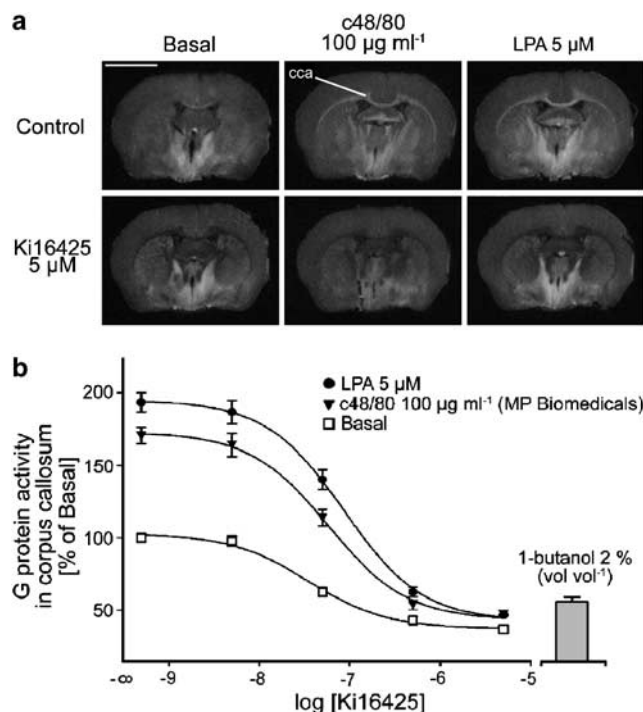 a
Basal
c48/80
100 µg ml⁻¹
LPA 5 µM
Control
cca
Ki16425
5 µM
b
G protein activity
in corpus callosum
[% of Basal]
200
150
100
50
LPA 5 µM
c48/80 100 µg ml⁻¹ (MP Biomedicals)
Basal
1-butanol 2 %
(vol vol⁻¹)
-∞ -9 -8 -7 -6 -5
log [Ki16425]